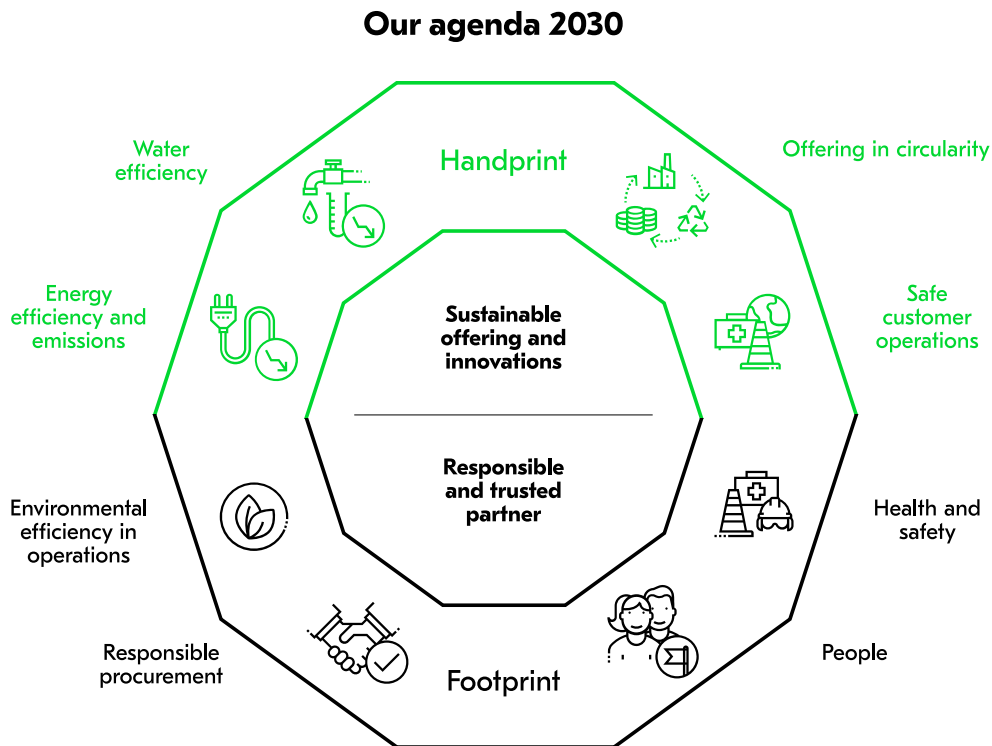 Our agenda 2030
Water
efficiency
Handprint
Offering in circularity
Energy
efficiency and
emissions
Sustainable
offering and
innovations
Safe
customer
operations
Environmental
efficiency in
operations
Responsible
and trusted
partner
Health and
safety
Responsible
procurement
Footprint
People